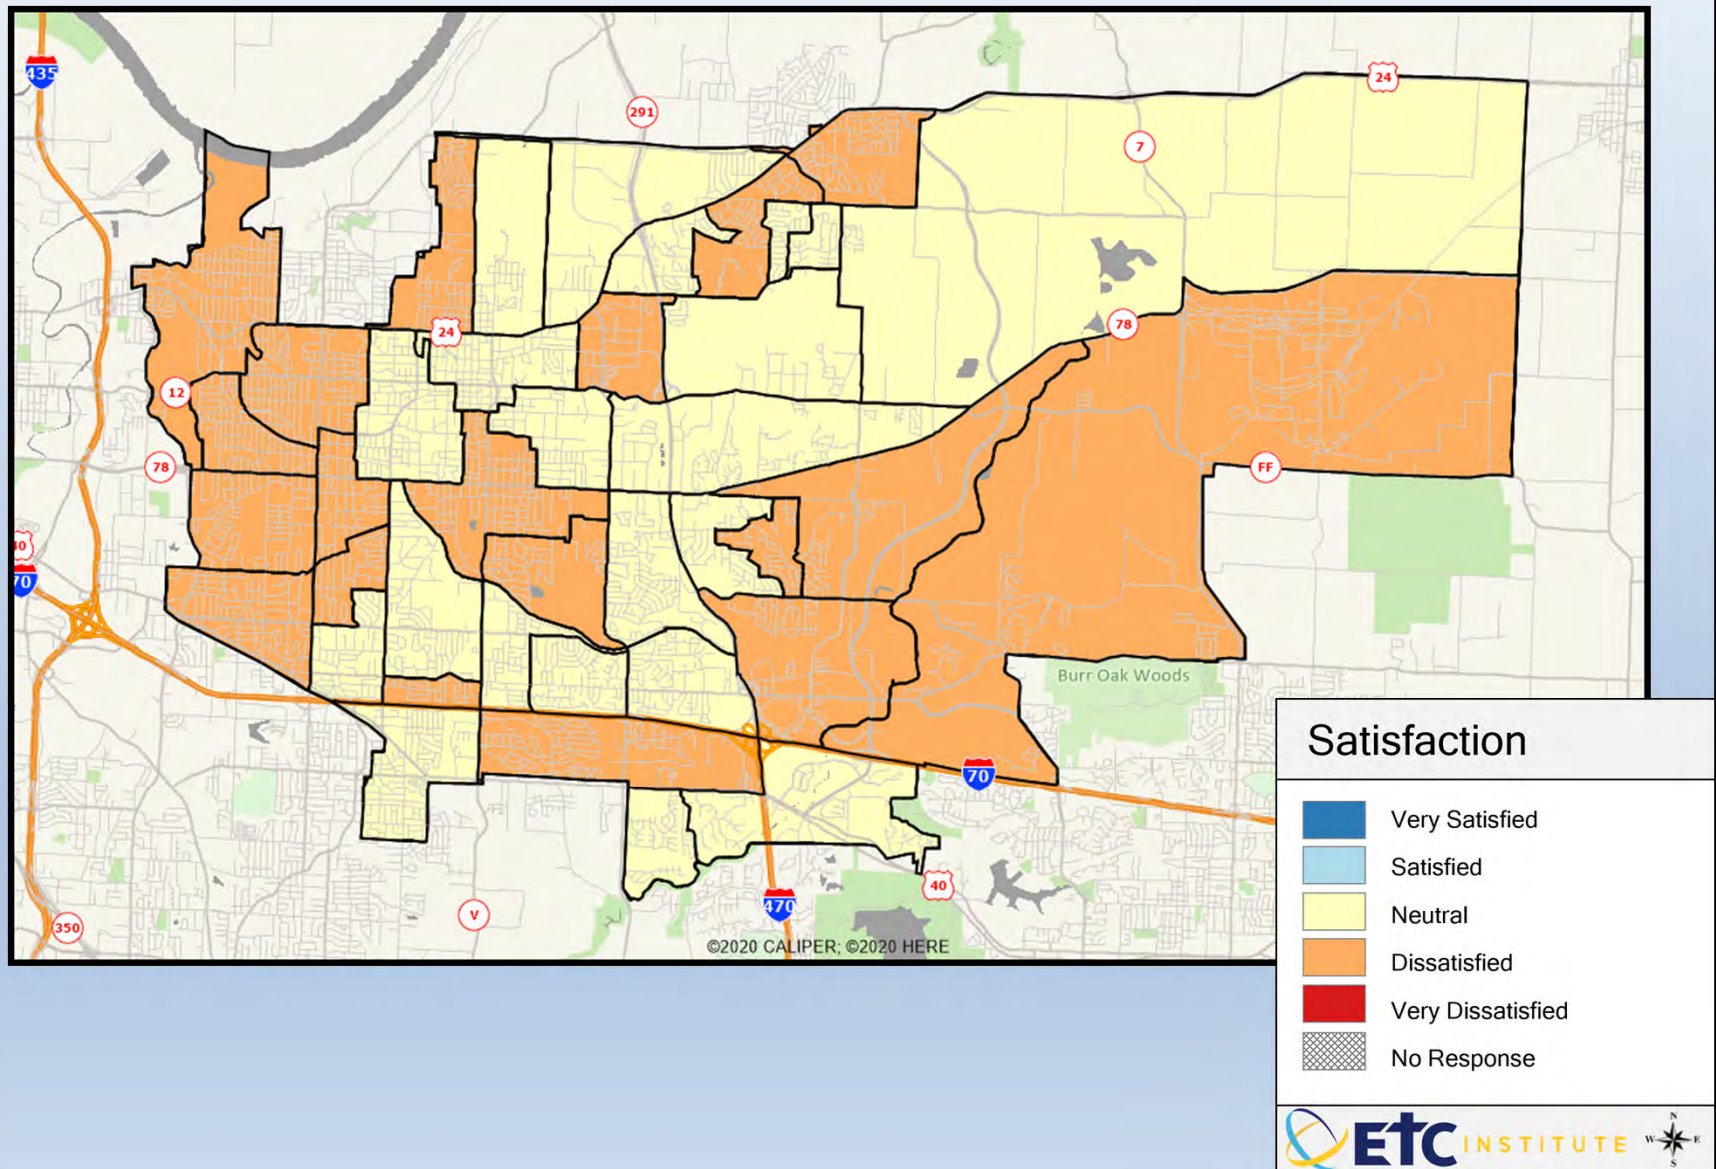 435
24
291
7
24
78
12
78
FF
40
70
Burr Oak Woods
70
40
470
V
350
©2020 CALIPER; ©2020 HERE
Satisfaction
Very Satisfied
Satisfied
Neutral
Dissatisfied
Very Dissatisfied
No Response
ETC INSTITUTE
N
W E
S